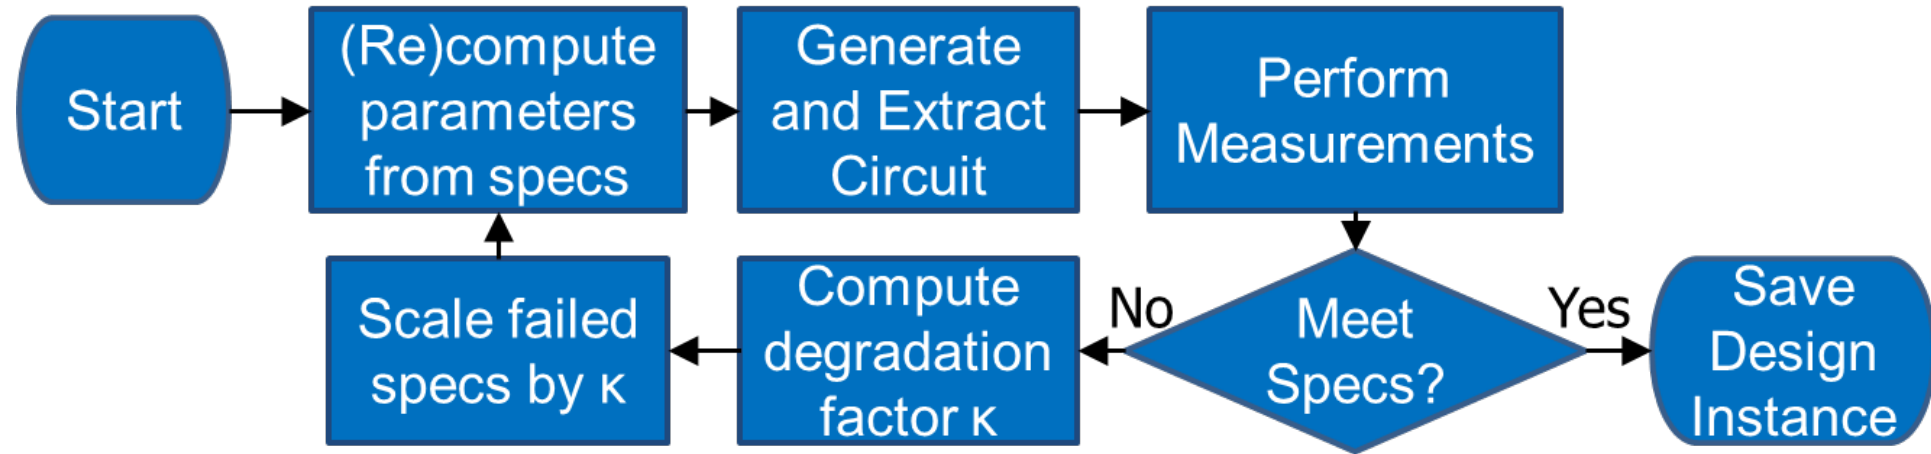 Start
(Re)compute
parameters
from specs
Generate
and Extract
Circuit
Perform
Measurements
Meet
Specs?
Yes
Save
Design
Instance
No
Compute
degradation
factor κ
Scale failed
specs by κ